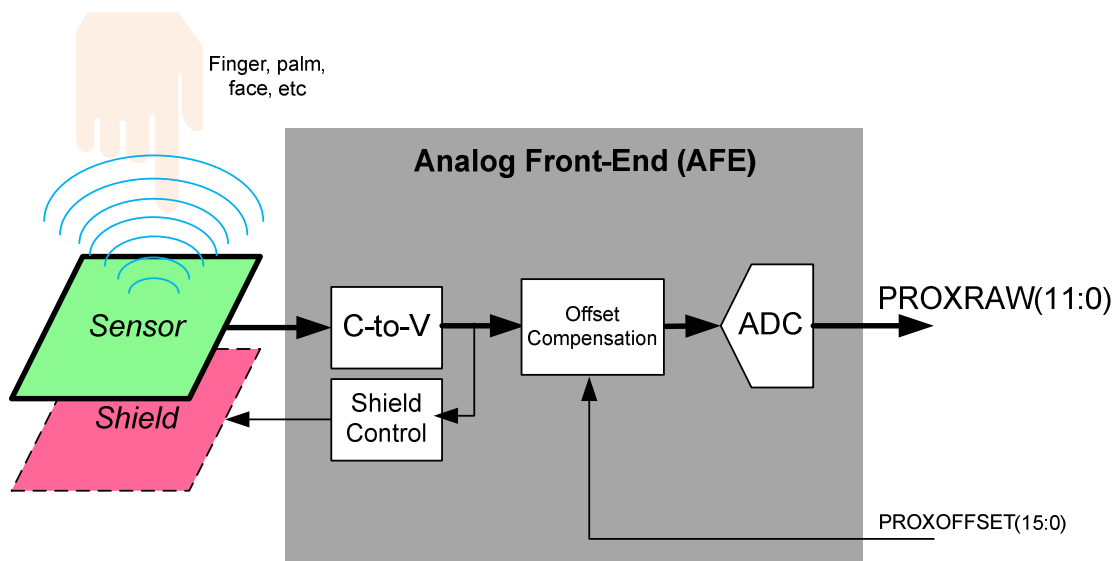 Finger, palm,
face, etc
Analog Front-End (AFE)
Sensor
C-to-V
Offset
Compensation
ADC
PROXRAW(11:0)
Shield
Shield
Control
PROXOFFSET(15:0)